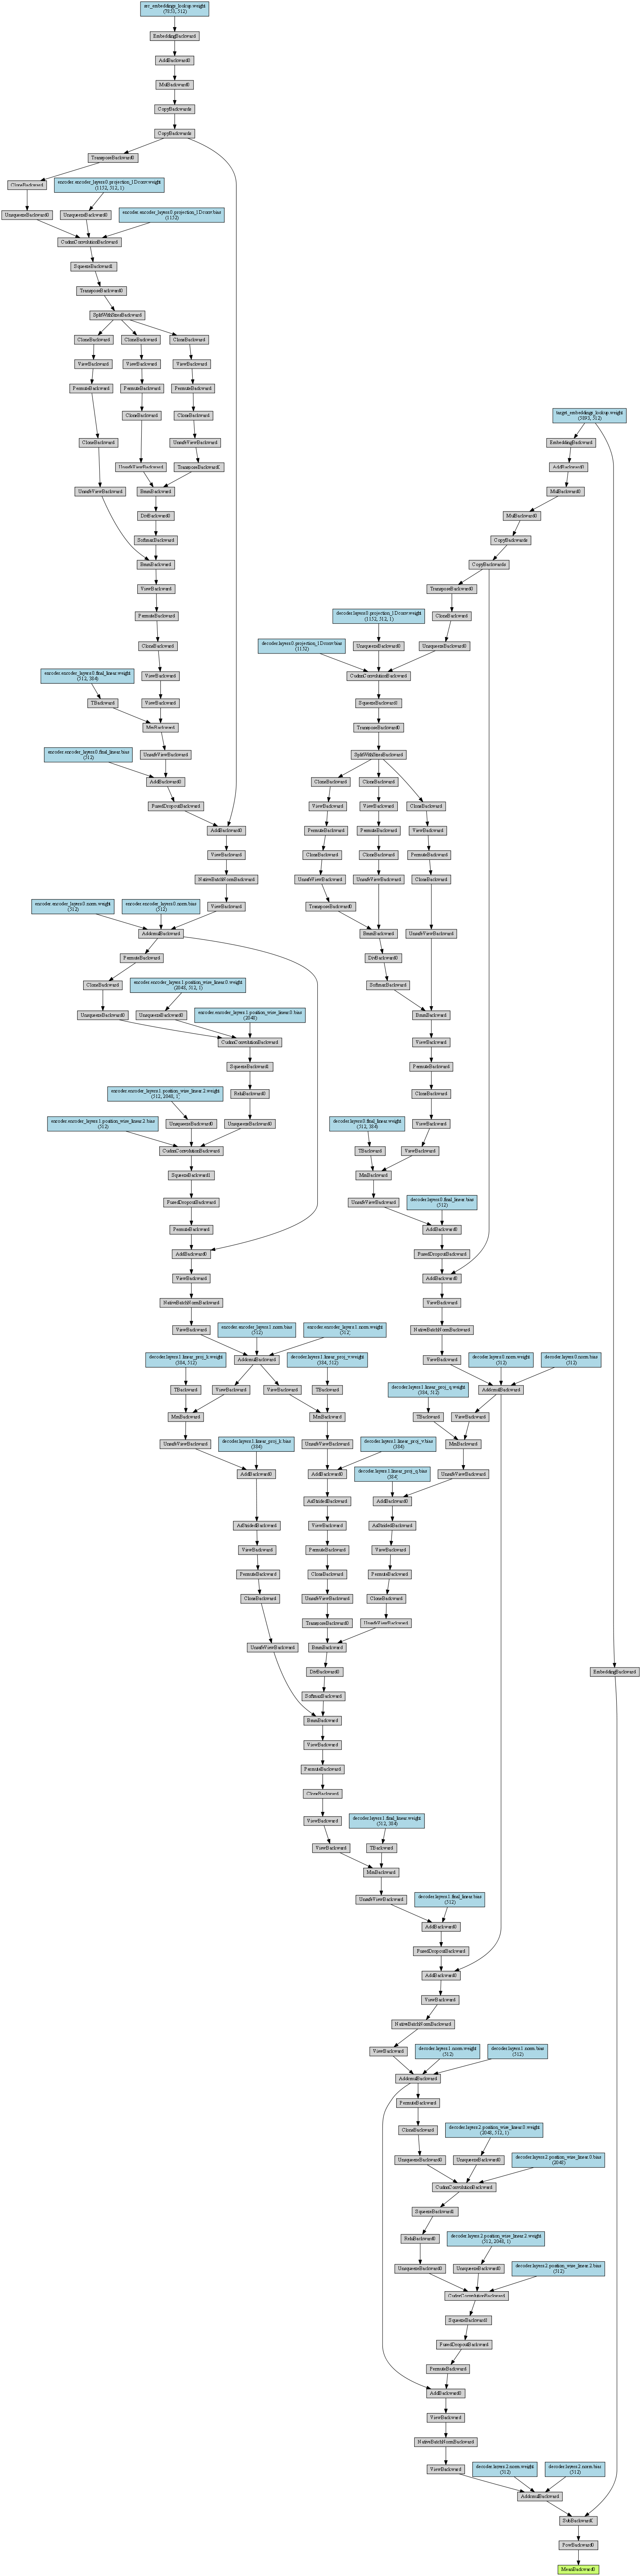 src_embeddings_lookup.weight
EmbeddingBackward
AddBackward0
MulBackward0
CopyBackwards
CopyBackwards
TransposeBackward0
CloneBackward
encoder.encoder_layers.0.projection_1Dconv.weight
(1152, 512, 1)
UnsqueezeBackward0
UnsqueezeBackward0
encoder.encoder_layers.0.projection_1Dconv.bias
(1152)
CudnnConvolutionBackward
SqueezeBackward1
TransposeBackward0
SplitWithSizesBackward
CloneBackward
CloneBackward
CloneBackward
ViewBackward
ViewBackward
ViewBackward
PermuteBackward
PermuteBackward
PermuteBackward
CloneBackward
CloneBackward
CloneBackward
UnsafeViewBackward
UnsafeViewBackward
TransposeBackward0
UnsafeViewBackward
BmmBackward
DivBackward0
SoftmaxBackward
BmmBackward
ViewBackward
PermuteBackward
CloneBackward
encoder.encoder_layers.0.final_linear.weight
(512, 384)
ViewBackward
TBackward
ViewBackward
MmBackward
encoder.encoder_layers.0.final_linear.bias
(512)
UnsafeViewBackward
AddBackward0
FusedDropoutBackward
AddBackward0
ViewBackward
NativeBatchNormBackward
encoder.encoder_layers.0.norm.weight
(512)
encoder.encoder_layers.0.norm.bias
(512)
ViewBackward
AddcmulBackward
PermuteBackward
CloneBackward
encoder.encoder_layers.1.position_wise_linear.0.weight
(2048, 512, 1)
UnsqueezeBackward0
UnsqueezeBackward0
encoder.encoder_layers.1.position_wise_linear.0.bias
(2048)
CudnnConvolutionBackward
SqueezeBackward1
encoder.encoder_layers.1.position_wise_linear.2.weight
(512, 2048, 1)
ReluBackward0
encoder.encoder_layers.1.position_wise_linear.2.bias
(512)
UnsqueezeBackward0
UnsqueezeBackward0
CudnnConvolutionBackward
SqueezeBackward1
FusedDropoutBackward
PermuteBackward
AddBackward0
ViewBackward
NativeBatchNormBackward
ViewBackward
encoder.encoder_layers.1.norm.bias
(512)
encoder.encoder_layers.1.norm.weight
(512)
target_embeddings_lookup.weight
(5893, 512)
EmbeddingBackward
AddBackward0
MulBackward0
MulBackward0
CopyBackwards
CopyBackwards
TransposeBackward0
CloneBackward
decoder.layers.0.projection_1Dconv.weight
(1152, 512, 1)
decoder.layers.0.projection_1Dconv.bias
(1152)
UnsqueezeBackward0
UnsqueezeBackward0
CudnnConvolutionBackward
SqueezeBackward1
TransposeBackward0
SplitWithSizesBackward
CloneBackward
CloneBackward
CloneBackward
ViewBackward
ViewBackward
ViewBackward
PermuteBackward
PermuteBackward
PermuteBackward
CloneBackward
CloneBackward
CloneBackward
UnsafeViewBackward
UnsafeViewBackward
TransposeBackward0
UnsafeViewBackward
BmmBackward
DivBackward0
SoftmaxBackward
BmmBackward
ViewBackward
PermuteBackward
CloneBackward
decoder.layers.0.final_linear.weight
(512, 384)
ViewBackward
TBackward
ViewBackward
MmBackward
UnsafeViewBackward
decoder.layers.0.final_linear.bias
(512)
AddBackward0
FusedDropoutBackward
AddBackward0
ViewBackward
NativeBatchNormBackward
ViewBackward
decoder.layers.0.norm.weight
(512)
decoder.layers.0.norm.bias
(512)
decoder.layers.1.linear_proj_k.weight
(384, 512)
AddcmulBackward
decoder.layers.1.linear_proj_v.weight
(384, 512)
TBackward
ViewBackward
ViewBackward
TBackward
MmBackward
MmBackward
decoder.layers.1.linear_proj_q.weight
(384, 512)
AddcmulBackward
TBackward
ViewBackward
MmBackward
UnsafeViewBackward
decoder.layers.1.linear_proj_k.bias
(384)
UnsafeViewBackward
decoder.layers.1.linear_proj_v.bias
(384)
decoder.layers.1.linear_proj_q.bias
(384)
UnsafeViewBackward
AddBackward0
AddBackward0
AddBackward0
AsStridedBackward
AsStridedBackward
AsStridedBackward
ViewBackward
ViewBackward
ViewBackward
PermuteBackward
PermuteBackward
PermuteBackward
CloneBackward
CloneBackward
CloneBackward
UnsafeViewBackward
TransposeBackward0
UnsafeViewBackward
UnsafeViewBackward
BmmBackward
EmbeddingBackward
DivBackward0
SoftmaxBackward
BmmBackward
ViewBackward
PermuteBackward
CloneBackward
ViewBackward
decoder.layers.1.final_linear.weight
(512, 384)
ViewBackward
TBackward
MmBackward
UnsafeViewBackward
decoder.layers.1.final_linear.bias
(512)
AddBackward0
FusedDropoutBackward
AddBackward0
ViewBackward
NativeBatchNormBackward
ViewBackward
decoder.layers.1.norm.weight
(512)
decoder.layers.1.norm.bias
(512)
AddcmulBackward
PermuteBackward
CloneBackward
decoder.layers.2.position_wise_linear.0.weight
(2048, 512, 1)
UnsqueezeBackward0
UnsqueezeBackward0
decoder.layers.2.position_wise_linear.0.bias
(2048)
CudnnConvolutionBackward
SqueezeBackward1
ReluBackward0
decoder.layers.2.position_wise_linear.2.weight
(512, 2048, 1)
UnsqueezeBackward0
UnsqueezeBackward0
decoder.layers.2.position_wise_linear.2.bias
(512)
CudnnConvolutionBackward
SqueezeBackward1
FusedDropoutBackward
PermuteBackward
AddBackward0
ViewBackward
NativeBatchNormBackward
ViewBackward
decoder.layers.2.norm.weight
(512)
decoder.layers.2.norm.bias
(512)
AddcmulBackward
SubBackward0
PowBackward0
MeanBackward0